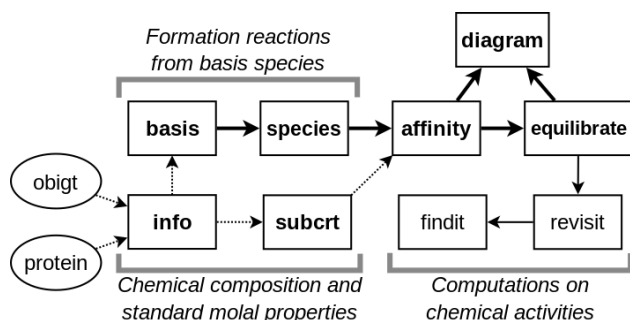 Formation reactions
from basis species
diagram
basis
species
affinity
equilibrate
obigt
protein
info
subcrt
findit
revisit
Chemical composition and
standard molal properties
Computations on
chemical activities